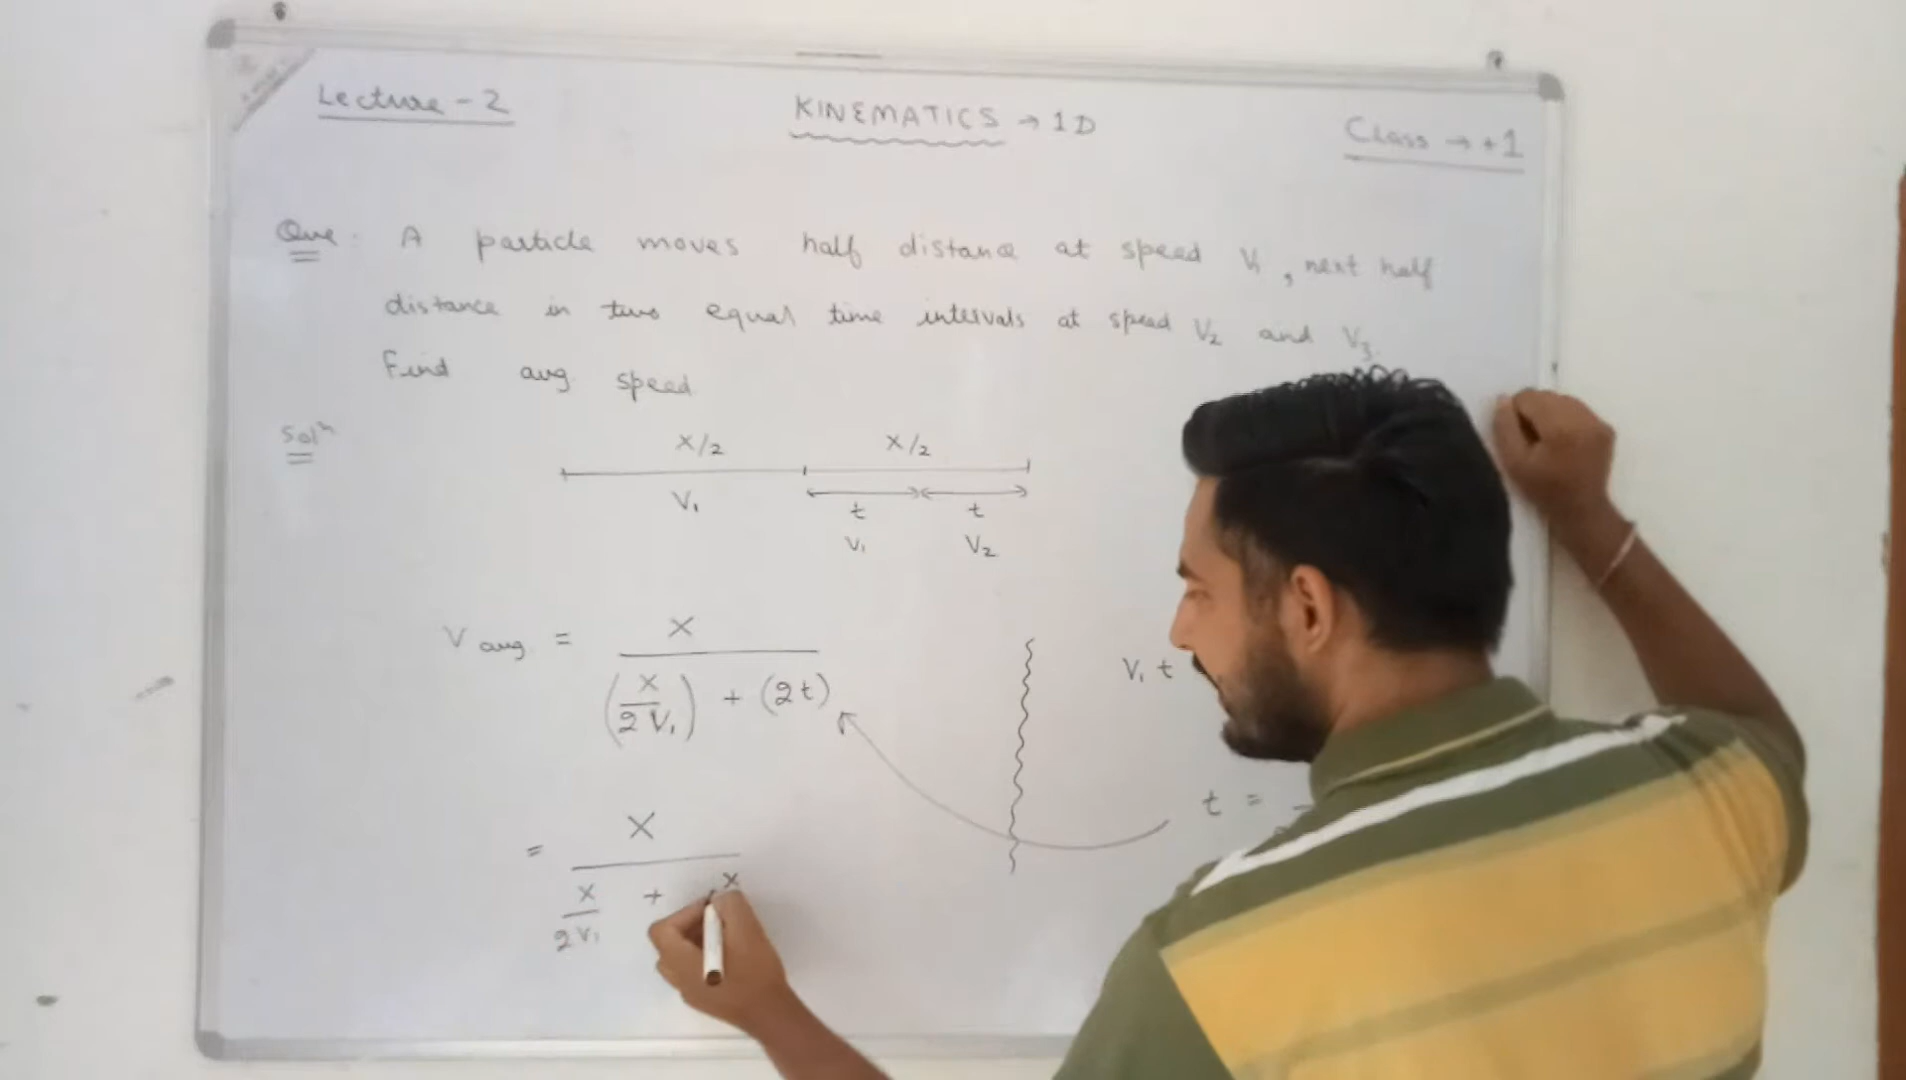 Lecture - 2
KINEMATICS → 1D
Class → +1
Que: A particle moves half distance at speed V1, next half
distance in two equal time intervals at speed V2 and V3.
Find avg speed
Solⁿ
X/2 X/2
V1
t t
V1 V2
V avg = X
(X / 2V1) + (2t)
V1 t
t =
= X
X / 2V1 + X